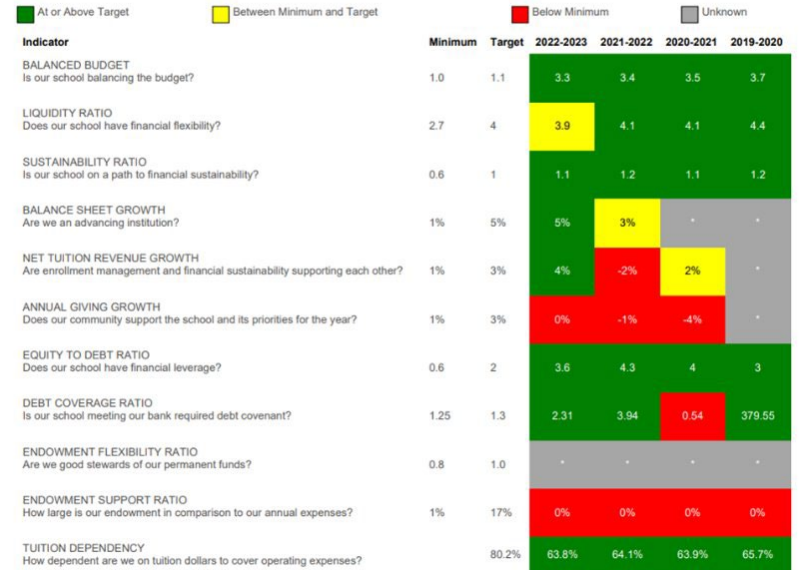 At or Above Target Between Minimum and Target Below Minimum Unknown
Indicator Minimum Target 2022-2023 2021-2022 2020-2021 2019-2020
BALANCED BUDGET
Is our school balancing the budget? 1.0 1.1 3.3 3.4 3.5 3.7
LIQUIDITY RATIO
Does our school have financial flexibility? 2.7 4 3.9 4.1 4.1 4.4
SUSTAINABILITY RATIO
Is our school on a path to financial sustainability? 0.6 1 1.1 1.2 1.1 1.2
BALANCE SHEET GROWTH
Are we an advancing institution? 1% 5% 5% 3% * *
NET TUITION REVENUE GROWTH
Are enrollment management and financial sustainability supporting each other? 1% 3% 4% -2% 2% *
ANNUAL GIVING GROWTH
Does our community support the school and its priorities for the year? 1% 3% 0% -1% -4% *
EQUITY TO DEBT RATIO
Does our school have financial leverage? 0.6 2 3.6 4.3 4 3
DEBT COVERAGE RATIO
Is our school meeting our bank required debt covenant? 1.25 1.3 2.31 3.94 0.54 379.55
ENDOWMENT FLEXIBILITY RATIO
Are we good stewards of our permanent funds? 0.8 1.0 * * * *
ENDOWMENT SUPPORT RATIO
How large is our endowment in comparison to our annual expenses? 1% 17% 0% 0% 0% 0%
TUITION DEPENDENCY
How dependent are we on tuition dollars to cover operating expenses? 80.2% 63.8% 64.1% 63.9% 65.7%